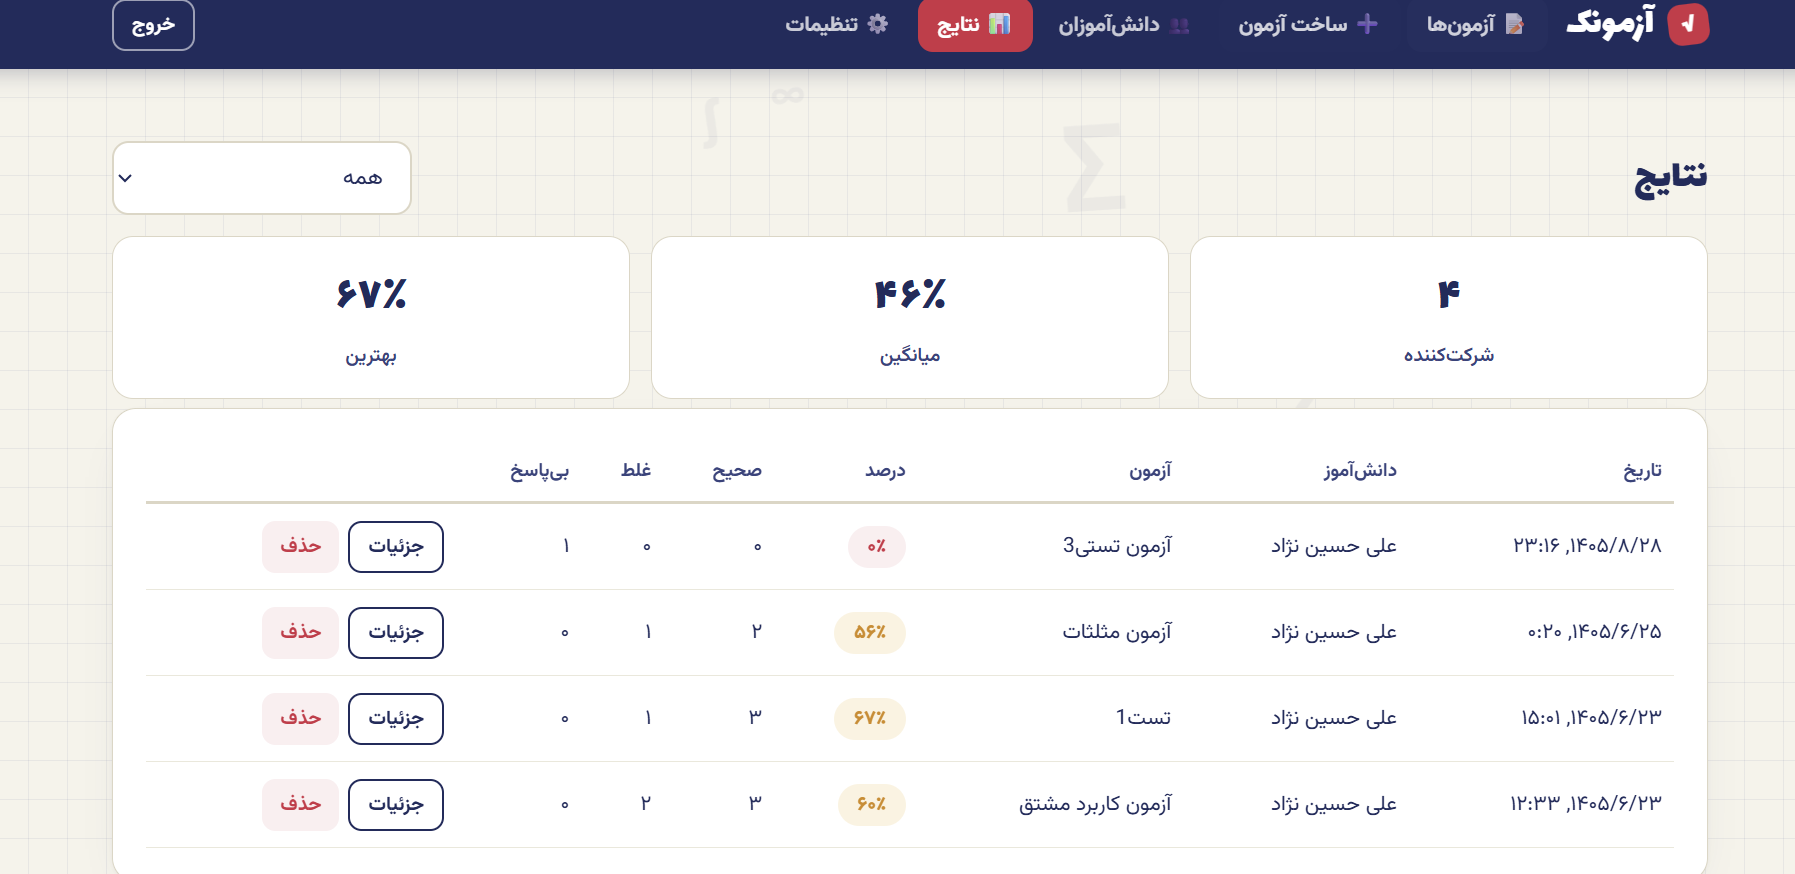 آزمونک
آزمون‌ها
ساخت آزمون
دانش‌آموزان
نتایج
تنظیمات
خروج
∞
∫
Σ
نتایج
همه
۴
شرکت‌کننده
۴۶٪
میانگین
۶۷٪
بهترین
تاریخ دانش‌آموز آزمون درصد صحیح غلط بی‌پاسخ
۱۴۰۵/۸/۲۸, ۲۳:۱۶ علی حسین نژاد آزمون تستی3 ۰٪ ۰ ۰ ۱ جزئیات حذف
۱۴۰۵/۶/۲۵, ۰:۲۰ علی حسین نژاد آزمون مثلثات ۵۶٪ ۲ ۱ ۰ جزئیات حذف
۱۴۰۵/۶/۲۳, ۱۵:۰۱ علی حسین نژاد تست1 ۶۷٪ ۳ ۱ ۰ جزئیات حذف
۱۴۰۵/۶/۲۳, ۱۲:۳۳ علی حسین نژاد آزمون کاربرد مشتق ۶۰٪ ۳ ۲ ۰ جزئیات حذف